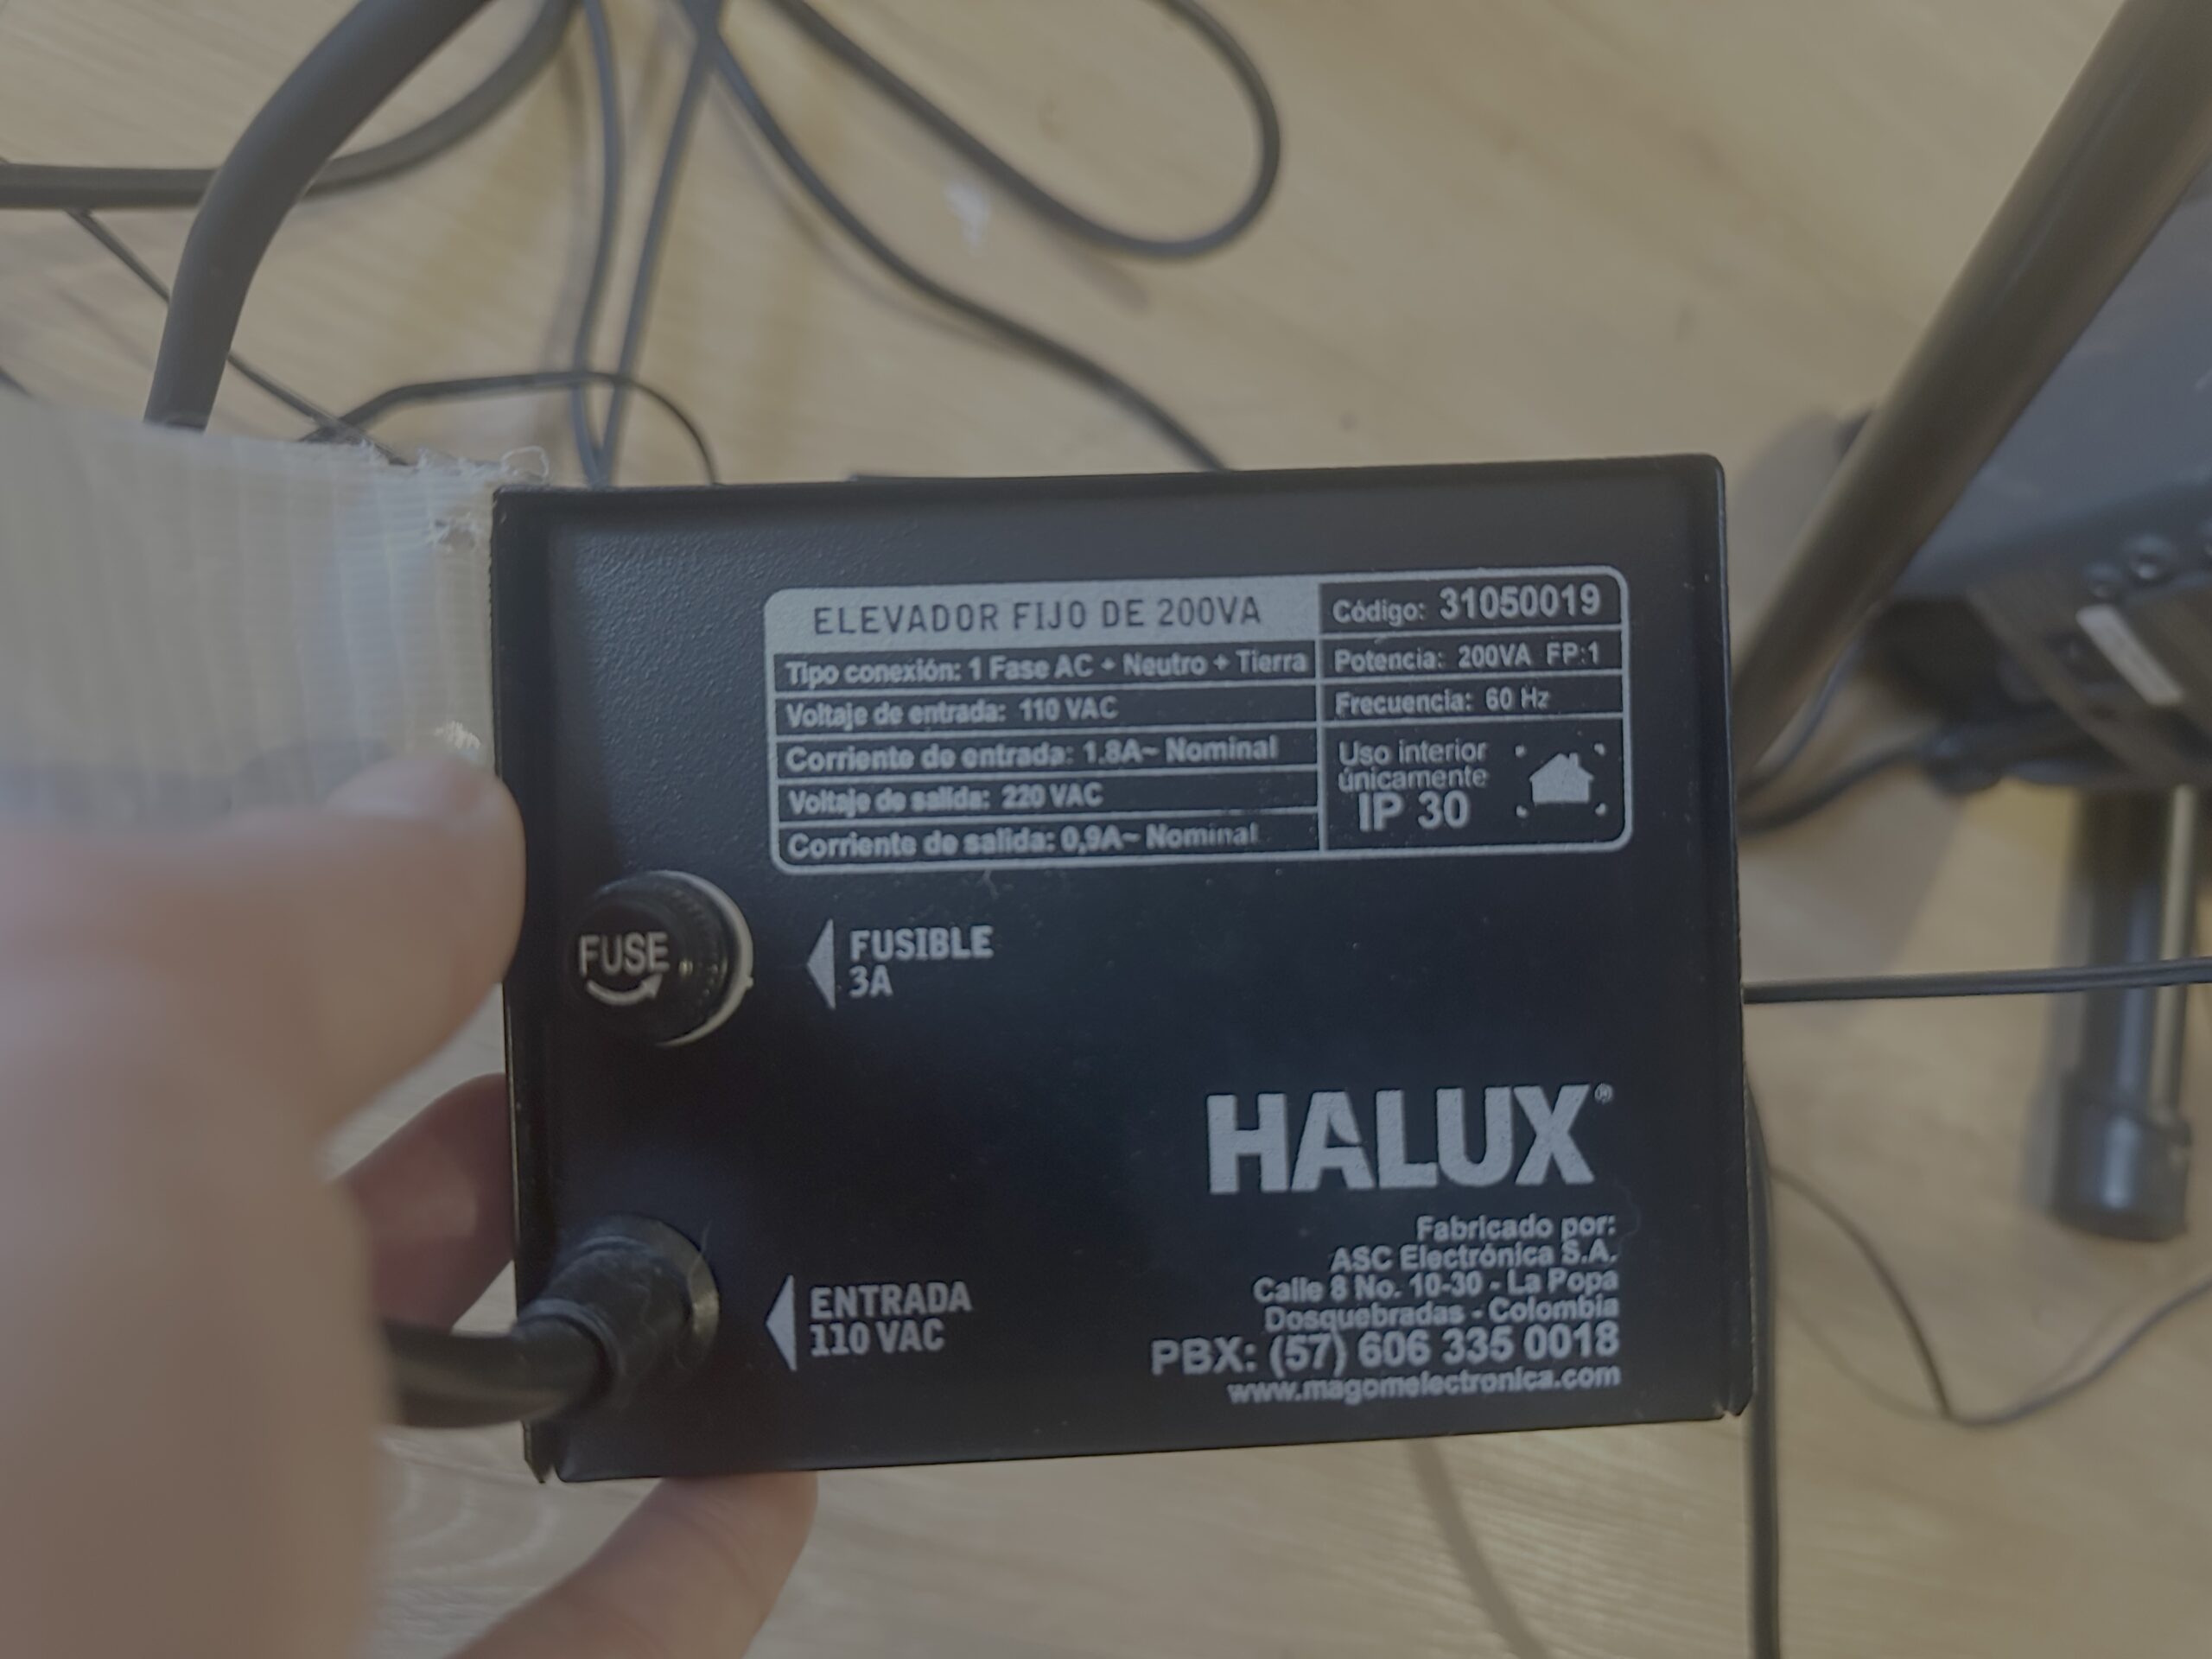 ELEVADOR FIJO DE 200VA
Código: 31050019
Tipo conexión: 1 Fase AC + Neutro + Tierra
Potencia: 200VA FP:1
Voltaje de entrada: 110 VAC
Frecuencia: 60 Hz
Corriente de entrada: 1.8A~ Nominal
Voltaje de salida: 220 VAC
Corriente de salida: 0,9A~ Nominal
Uso interior
únicamente
IP 30
FUSE
FUSIBLE
3A
HALUX®
Fabricado por:
ASC Electrónica S.A.
Calle 8 No. 10-30 - La Popa
Dosquebradas - Colombia
PBX: (57) 606 335 0018
www.magomelectronica.com
ENTRADA
110 VAC